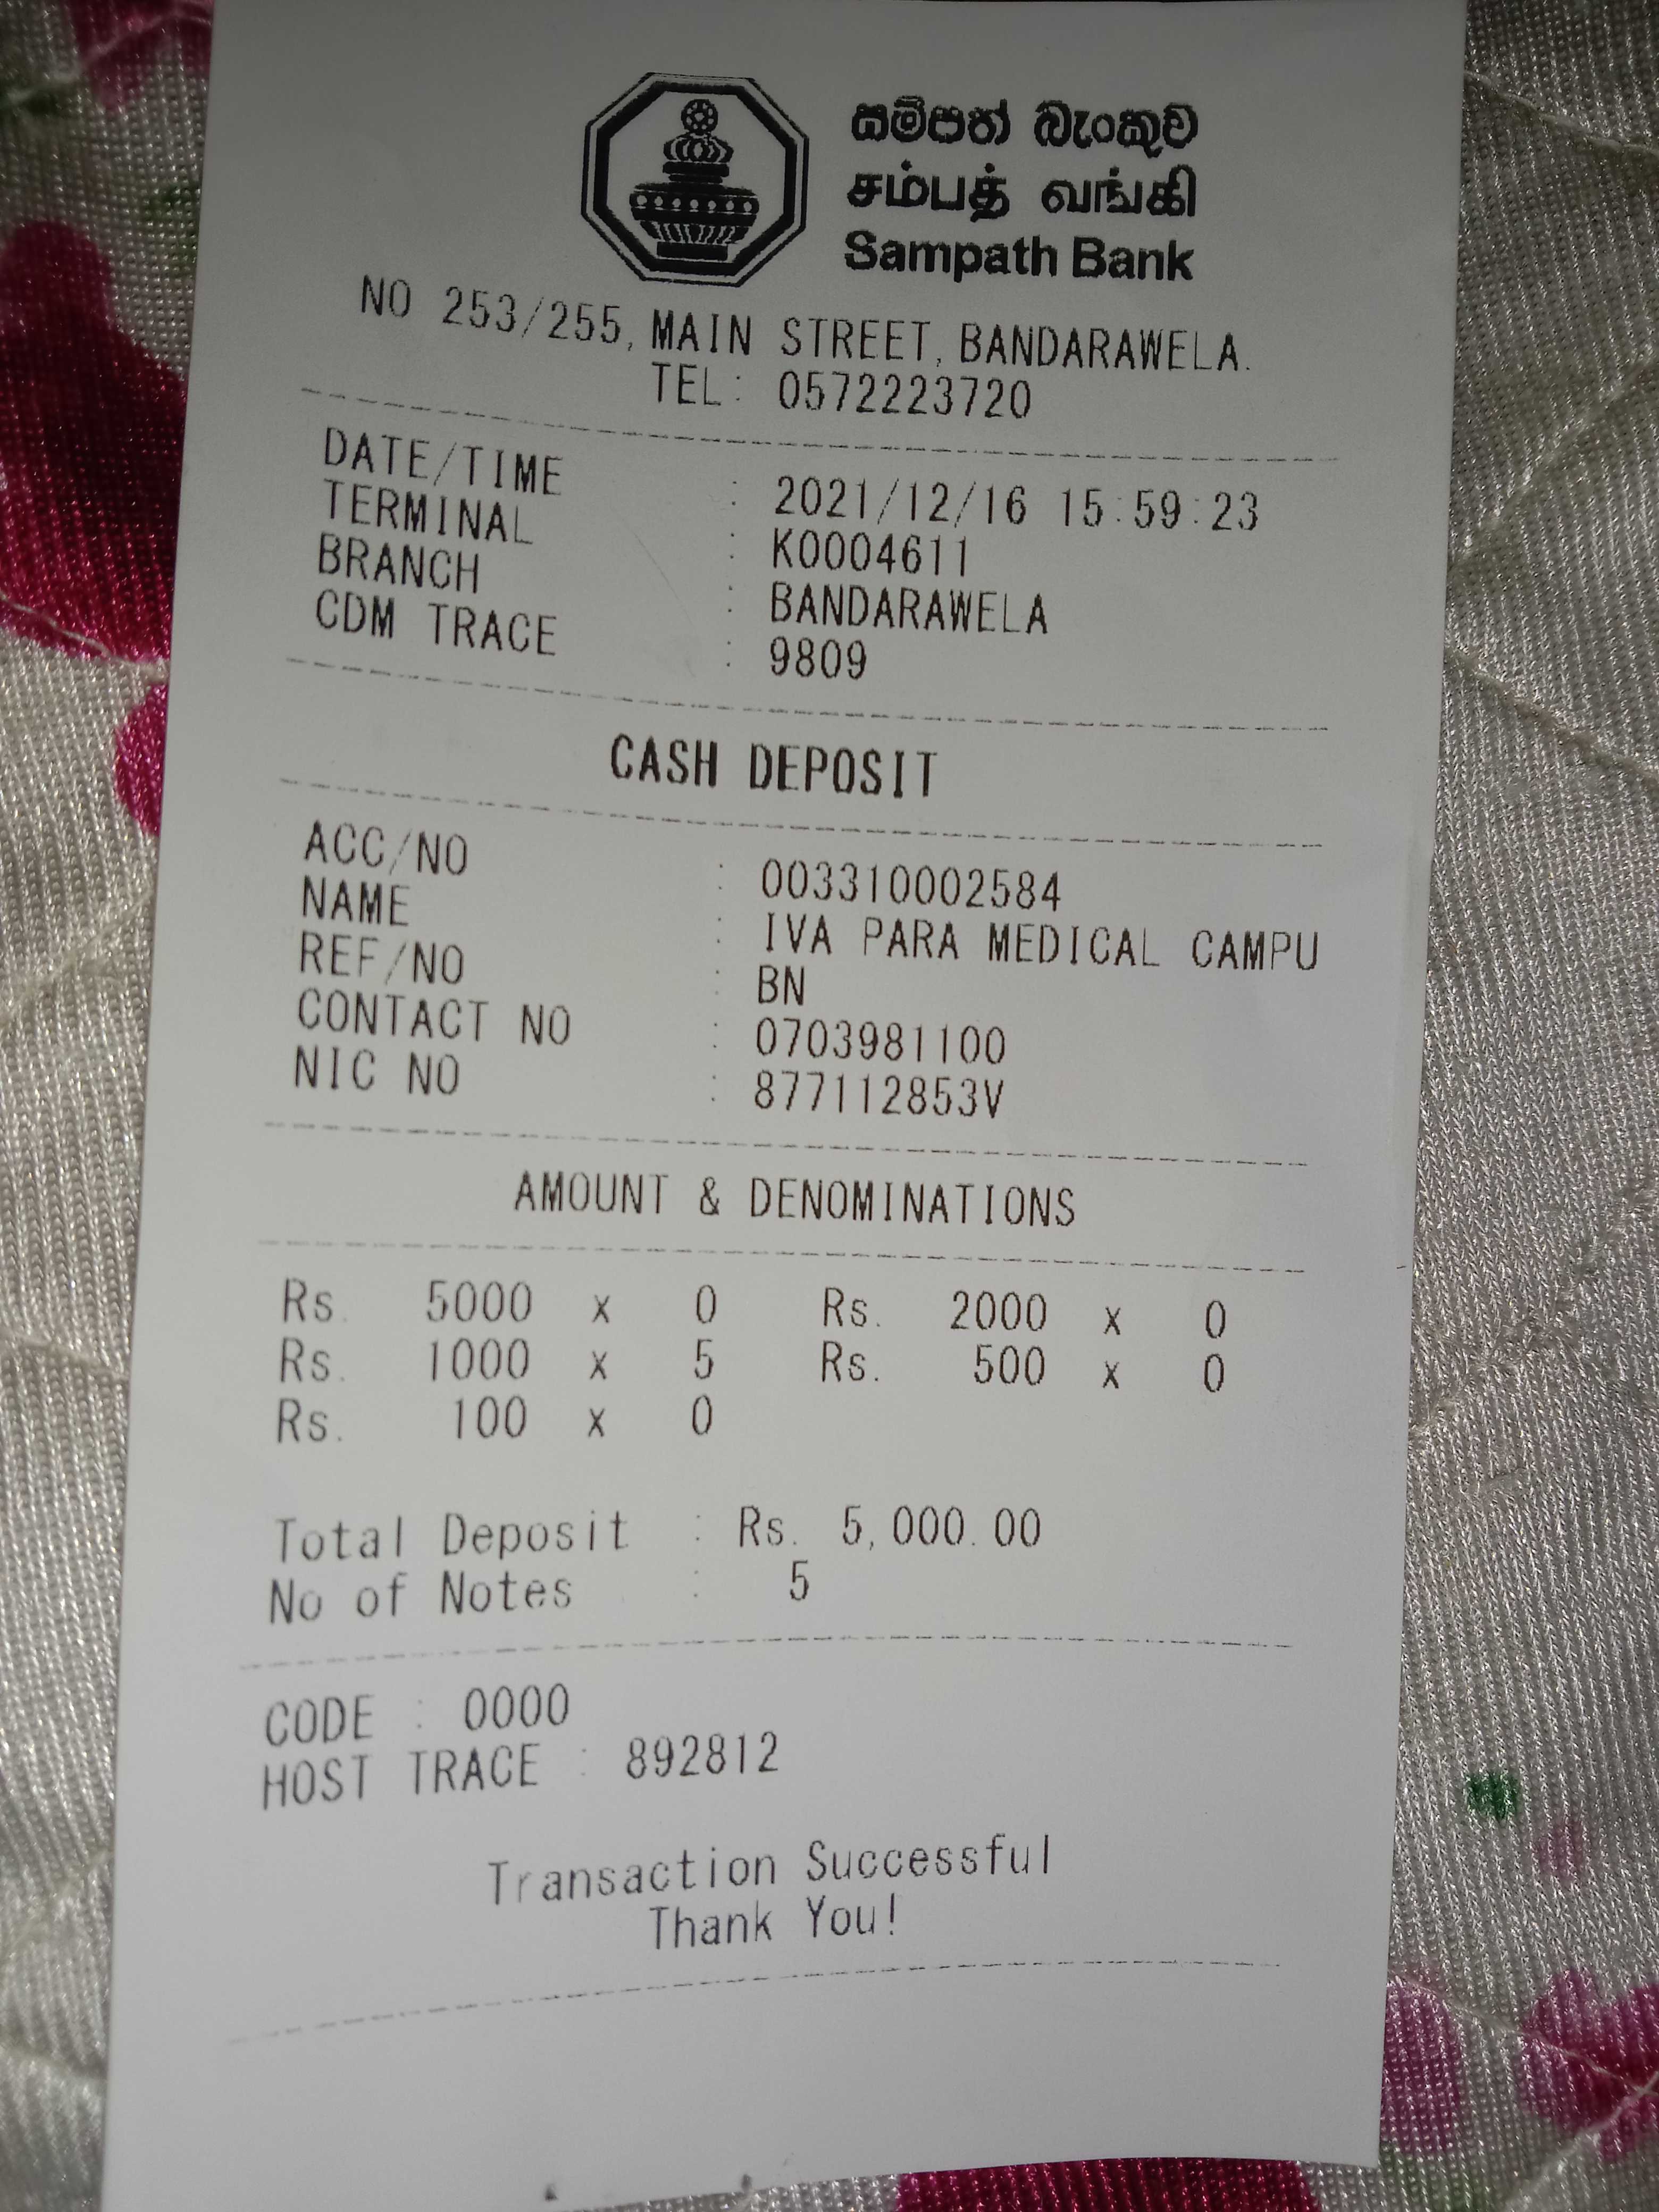 සම්පත් බැංකුව
சம்பத் வங்கி
Sampath Bank
NO 253/255, MAIN STREET, BANDARAWELA.
TEL: 0572223720
DATE/TIME : 2021/12/16 15:59:23
TERMINAL : K0004611
BRANCH : BANDARAWELA
CDM TRACE : 9809
CASH DEPOSIT
ACC/NO : 003310002584
NAME : IVA PARA MEDICAL CAMPU
REF/NO : BN
CONTACT NO : 0703981100
NIC NO : 877112853V
AMOUNT & DENOMINATIONS
Rs. 5000 x 0 Rs. 2000 x 0
Rs. 1000 x 5 Rs. 500 x 0
Rs. 100 x 0
Total Deposit : Rs. 5,000.00
No of Notes : 5
CODE : 0000
HOST TRACE : 892812
Transaction Successful
Thank You!